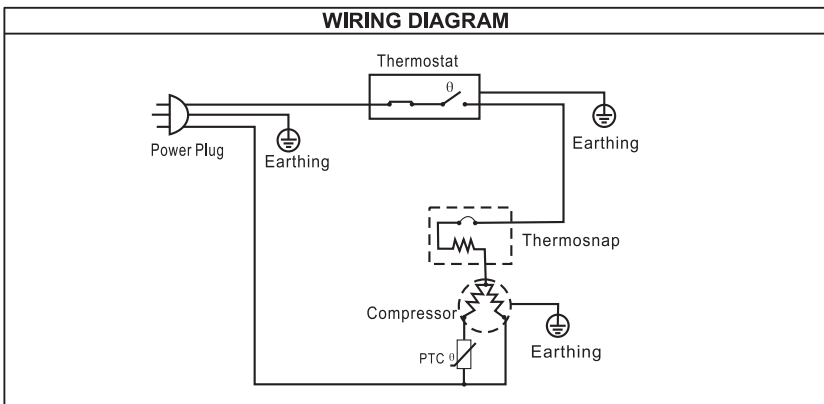 WIRING DIAGRAM
Thermostat
θ
Power Plug
Earthing
Earthing
Thermosnap
Compressor
Earthing
PTC θ